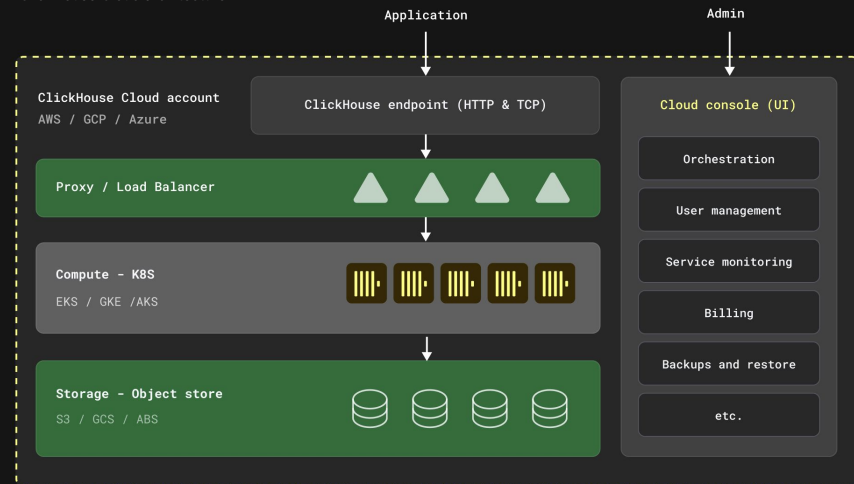 Application
Admin
ClickHouse Cloud account
AWS / GCP / Azure
ClickHouse endpoint (HTTP & TCP)
Proxy / Load Balancer
Compute - K8S
EKS / GKE /AKS
Storage - Object store
S3 / GCS / ABS
Cloud console (UI)
Orchestration
User management
Service monitoring
Billing
Backups and restore
etc.